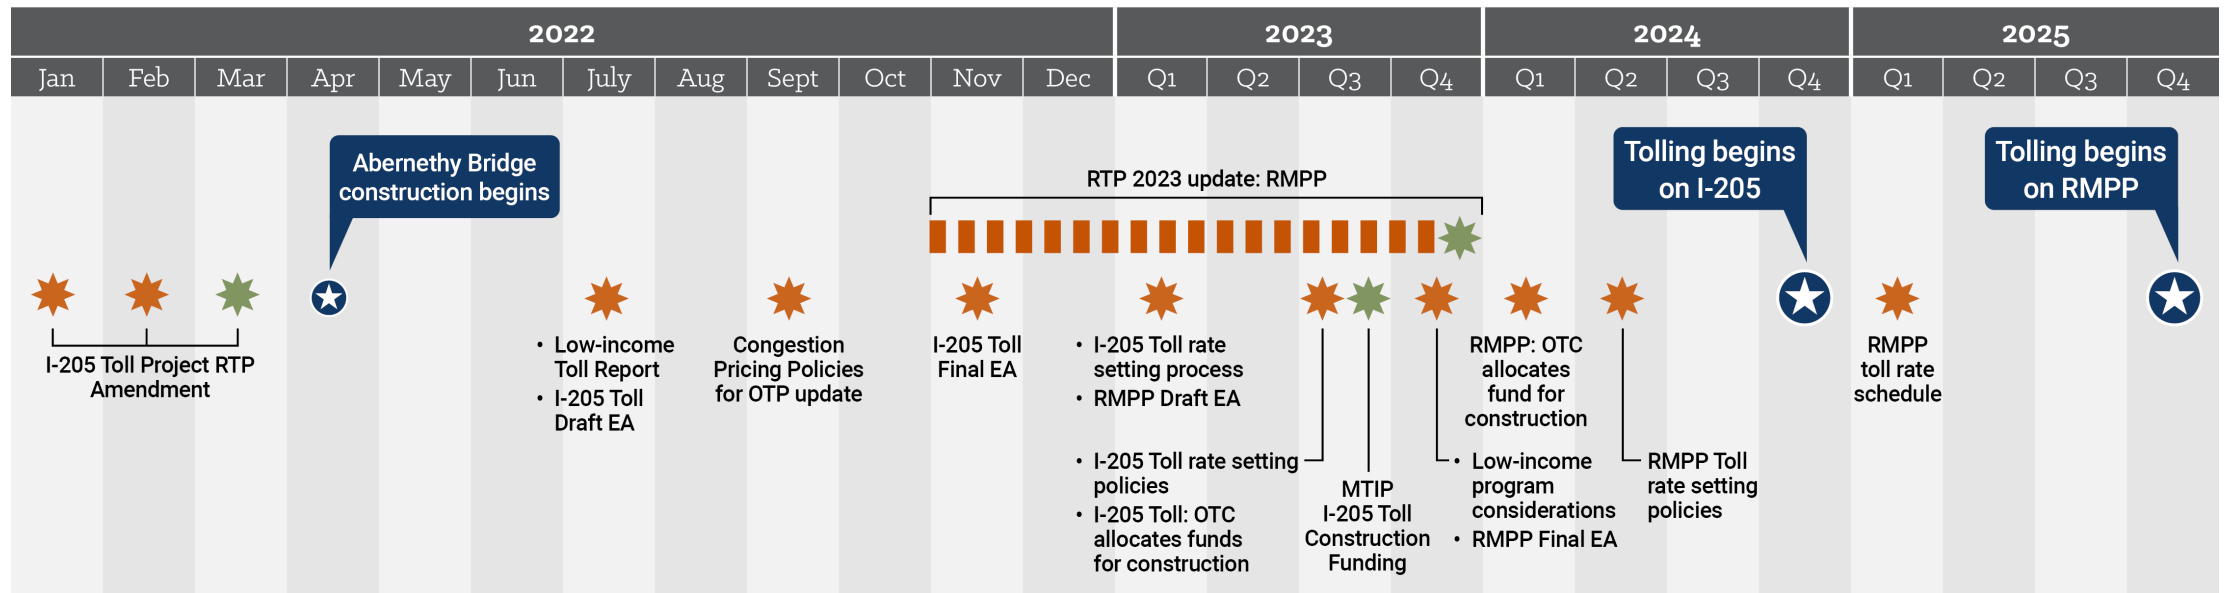 2022
2023
2024
2025
Jan
Feb
Mar
Apr
May
Jun
July
Aug
Sept
Oct
Nov
Dec
Q1
Q2
Q3
Q4
Q1
Q2
Q3
Q4
Q1
Q2
Q3
Q4
Abernethy Bridge
construction begins
RTP 2023 update: RMPP
Tolling begins
on I-205
Tolling begins
on RMPP
I-205 Toll Project RTP
Amendment
• Low-income
Toll Report
• I-205 Toll
Draft EA
Congestion
Pricing Policies
for OTP update
I-205 Toll
Final EA
• I-205 Toll rate
setting process
• RMPP Draft EA
• I-205 Toll rate setting
policies
• I-205 Toll: OTC
allocates funds
for construction
MTIP
I-205 Toll
Construction
Funding
RMPP: OTC
allocates
fund for
construction
• Low-income
program
considerations
• RMPP Final EA
RMPP Toll
rate setting
policies
RMPP
toll rate
schedule